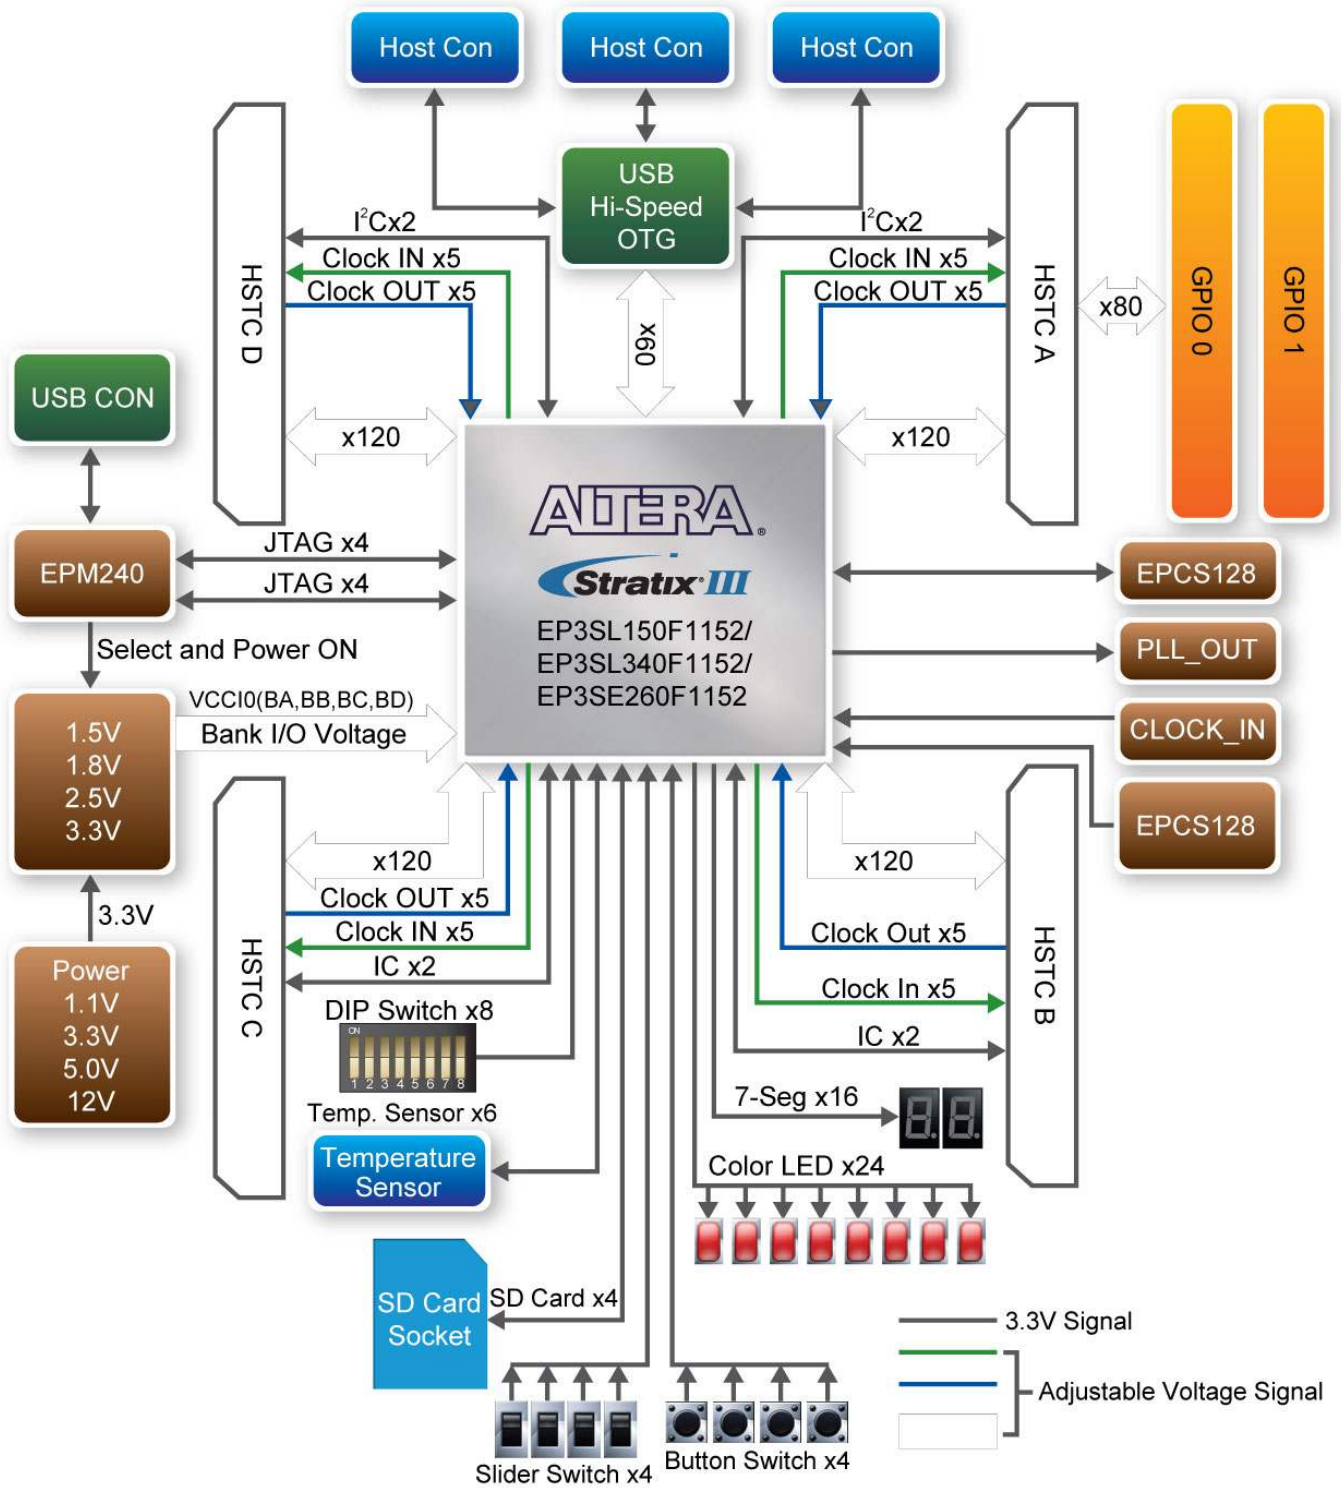 Host Con
Host Con
Host Con
USB
Hi-Speed
OTG
I²Cx2
Clock IN x5
Clock OUT x5
HSTC D
x120
I²Cx2
Clock IN x5
Clock OUT x5
HSTC A
x120
x60
x80
GPIO 0
GPIO 1
USB CON
EPM240
JTAG x4
JTAG x4
Select and Power ON
ALTERA®
Stratix III
EP3SL150F1152/
EP3SL340F1152/
EP3SE260F1152
EPCS128
PLL_OUT
CLOCK_IN
EPCS128
1.5V
1.8V
2.5V
3.3V
VCCI0(BA,BB,BC,BD)
Bank I/O Voltage
3.3V
Power
1.1V
3.3V
5.0V
12V
x120
Clock OUT x5
Clock IN x5
IC x2
HSTC C
x120
Clock Out x5
Clock In x5
IC x2
HSTC B
DIP Switch x8
ON
1 2 3 4 5 6 7 8
Temp. Sensor x6
Temperature
Sensor
7-Seg x16
8.8.
Color LED x24
SD Card
Socket
SD Card x4
Slider Switch x4
Button Switch x4
3.3V Signal
Adjustable Voltage Signal